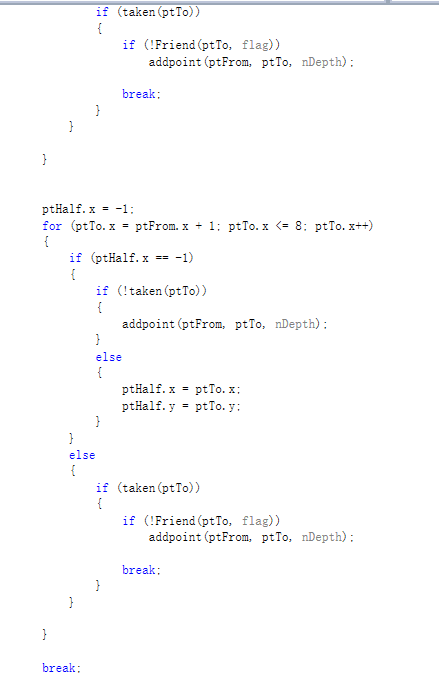 if (taken(ptTo))
{
if (!Friend(ptTo, flag))
addpoint(ptFrom, ptTo, nDepth);
break;
}
}
}
ptHalf.x = -1;
for (ptTo.x = ptFrom.x + 1; ptTo.x <= 8; ptTo.x++)
{
if (ptHalf.x == -1)
{
if (!taken(ptTo))
{
addpoint(ptFrom, ptTo, nDepth);
}
else
{
ptHalf.x = ptTo.x;
ptHalf.y = ptTo.y;
}
}
else
{
if (taken(ptTo))
{
if (!Friend(ptTo, flag))
addpoint(ptFrom, ptTo, nDepth);
break;
}
}
}
break;